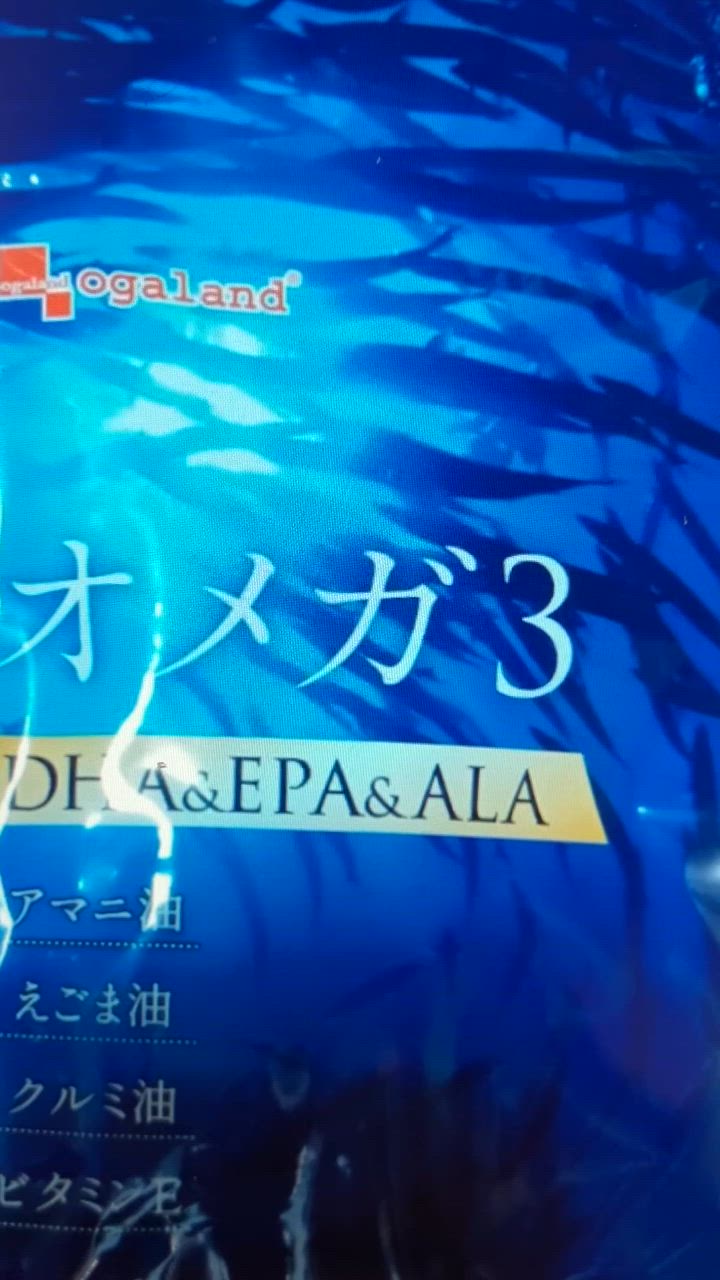 ogaland ogaland®
オメガ3
DHA&EPA&ALA
アマニ油
えごま油
クルミ油
ビタミンE